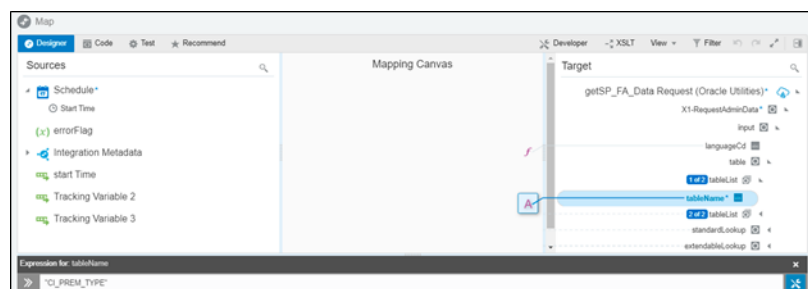 Map
Designer Code Test Recommend Developer XSLT View Filter
Sources
Mapping Canvas
Target
Schedule*
Start Time
(x) errorFlag
Integration Metadata
start Time
Tracking Variable 2
Tracking Variable 3
f
A
getSP_FA_Data Request (Oracle Utilities)*
X1-RequestAdminData*
input
languageCd
table
1 of 2 tableList
tableName*
2 of 2 tableList
standardLookup
extendableLookup
Expression for: tableName
"CI_PREM_TYPE"